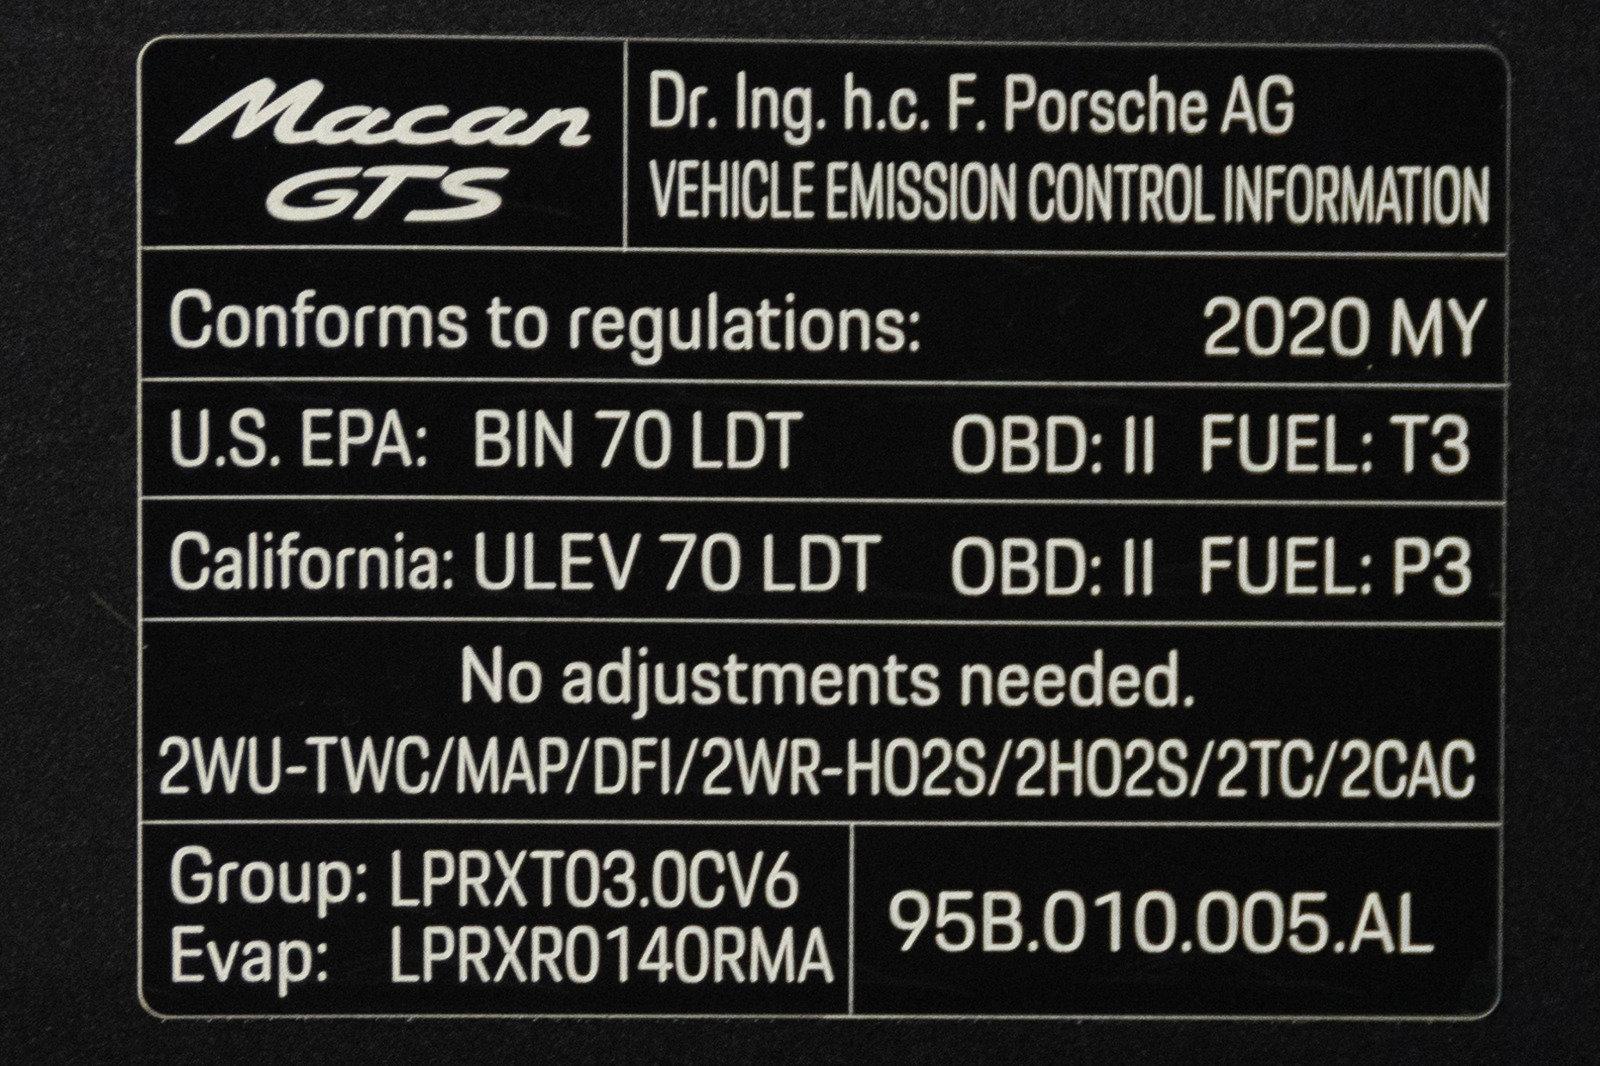 Macan
GTS
Dr. Ing. h.c. F. Porsche AG
VEHICLE EMISSION CONTROL INFORMATION
Conforms to regulations: 2020 MY
U.S. EPA: BIN 70 LDT OBD: II FUEL: T3
California: ULEV 70 LDT OBD: II FUEL: P3
No adjustments needed.
2WU-TWC/MAP/DFI/2WR-HO2S/2HO2S/2TC/2CAC
Group: LPRXT03.0CV6
Evap: LPRXR0140RMA
95B.010.005.AL